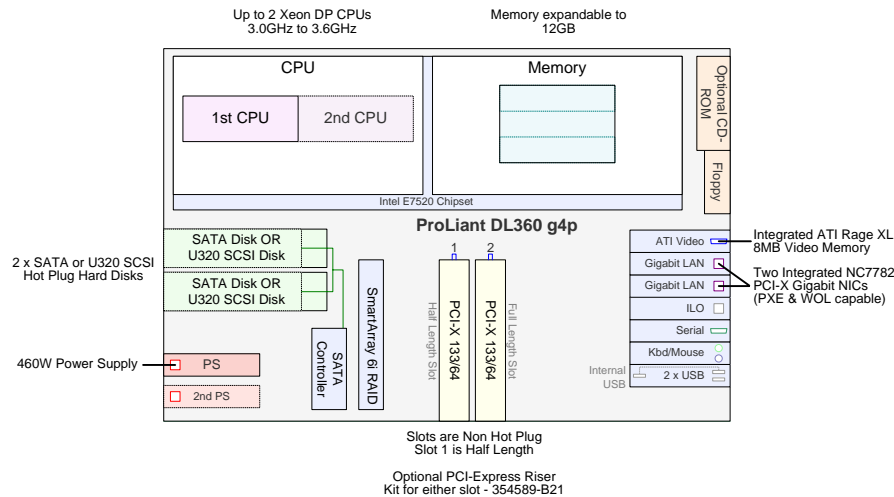 Up to 2 Xeon DP CPUs
3.0GHz to 3.6GHz
Memory expandable to
12GB
CPU
Memory
1st CPU
2nd CPU
Optional CD-
ROM
Floppy
Intel E7520 Chipset
ProLiant DL360 g4p
SATA Disk OR
U320 SCSI Disk
SATA Disk OR
U320 SCSI Disk
2 x SATA or U320 SCSI
Hot Plug Hard Disks
460W Power Supply
PS
2nd PS
SATA
Controller
SmartArray 6i RAID
1
2
Half Length Slot
PCI-X 133/64
PCI-X 133/64
Full Length Slot
ATI Video
Gigabit LAN
Gigabit LAN
ILO
Serial
Kbd/Mouse
Internal
USB
2 x USB
Integrated ATI Rage XL
8MB Video Memory
Two Integrated NC7782
PCI-X Gigabit NICs
(PXE & WOL capable)
Slots are Non Hot Plug
Slot 1 is Half Length
Optional PCI-Express Riser
Kit for either slot - 354589-B21